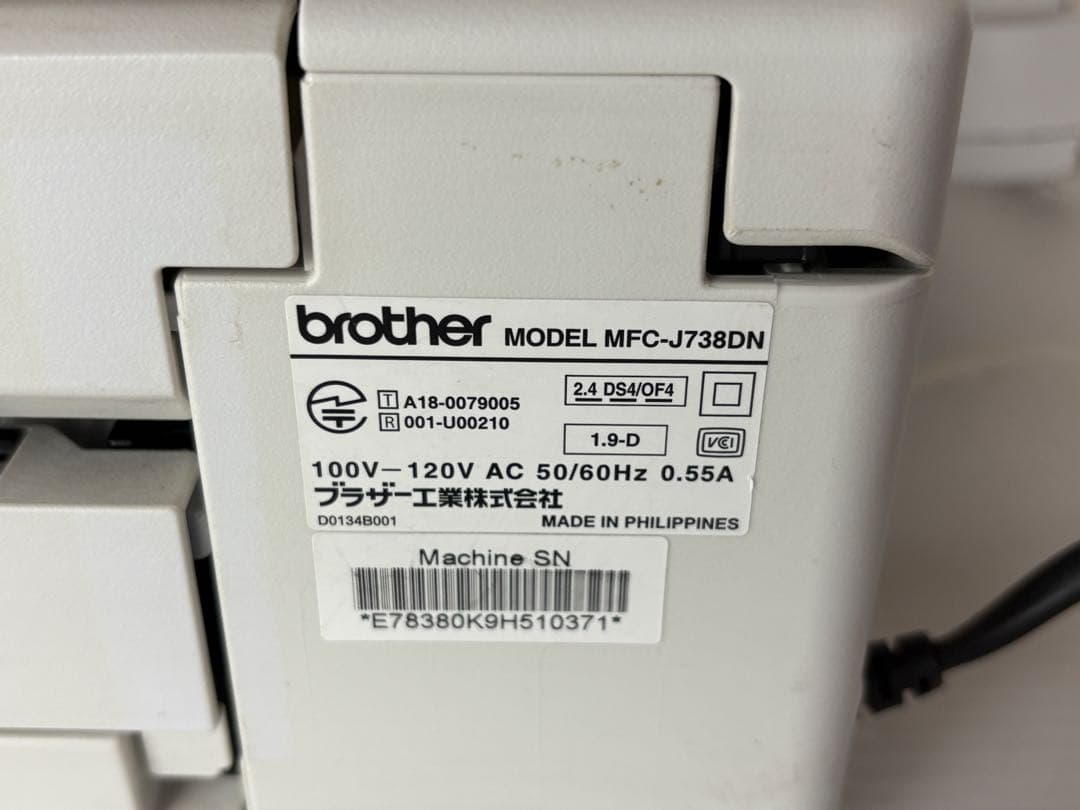 brother MODEL MFC-J738DN
T A18-0079005
R 001-U00210
2.4 DS4/OF4
1.9-D
VCI
100V－120V AC 50/60Hz 0.55A
ブラザー工業株式会社
D0134B001
MADE IN PHILIPPINES
Machine SN
*E78380K9H510371*